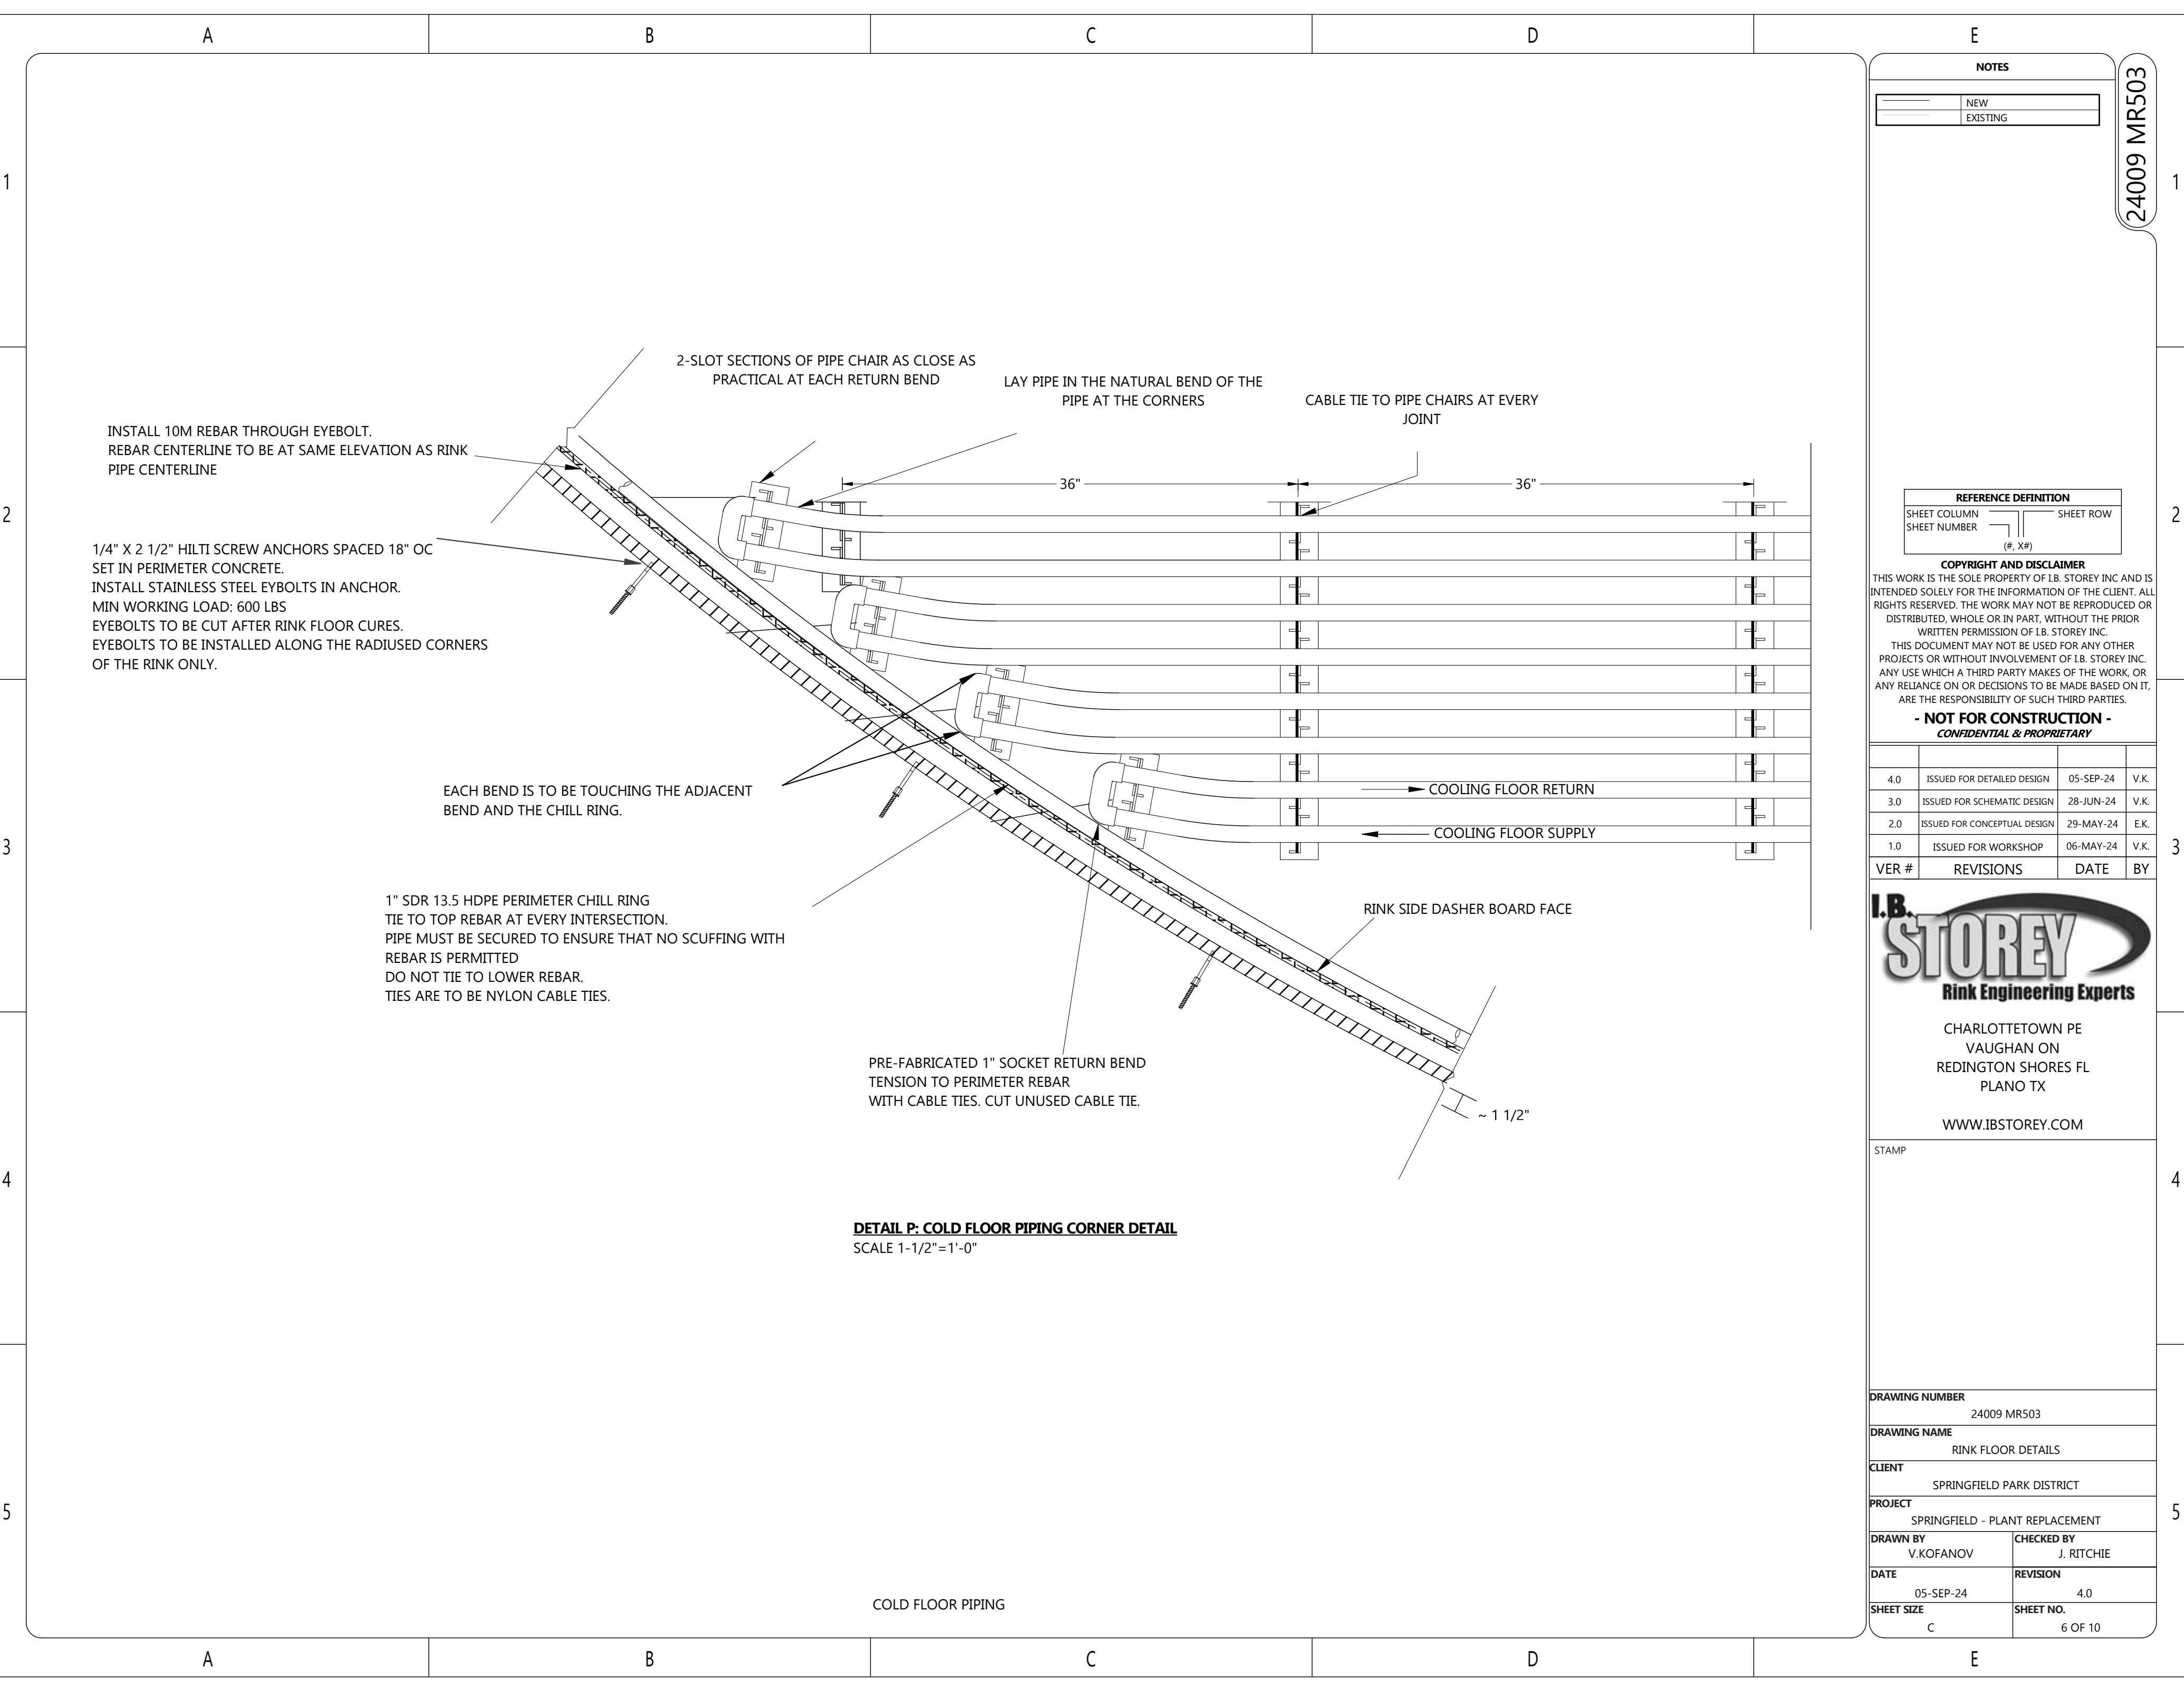 A
B
C
D
E
1
2
3
4
5
2-SLOT SECTIONS OF PIPE CHAIR AS CLOSE AS
PRACTICAL AT EACH RETURN BEND
LAY PIPE IN THE NATURAL BEND OF THE
PIPE AT THE CORNERS
CABLE TIE TO PIPE CHAIRS AT EVERY
JOINT
INSTALL 10M REBAR THROUGH EYEBOLT.
REBAR CENTERLINE TO BE AT SAME ELEVATION AS RINK
PIPE CENTERLINE
36"
36"
1/4" X 2 1/2" HILTI SCREW ANCHORS SPACED 18" OC
SET IN PERIMETER CONCRETE.
INSTALL STAINLESS STEEL EYBOLTS IN ANCHOR.
MIN WORKING LOAD: 600 LBS
EYEBOLTS TO BE CUT AFTER RINK FLOOR CURES.
EYEBOLTS TO BE INSTALLED ALONG THE RADIUSED CORNERS
OF THE RINK ONLY.
EACH BEND IS TO BE TOUCHING THE ADJACENT
BEND AND THE CHILL RING.
COOLING FLOOR RETURN
COOLING FLOOR SUPPLY
1" SDR 13.5 HDPE PERIMETER CHILL RING
TIE TO TOP REBAR AT EVERY INTERSECTION.
PIPE MUST BE SECURED TO ENSURE THAT NO SCUFFING WITH
REBAR IS PERMITTED
DO NOT TIE TO LOWER REBAR.
TIES ARE TO BE NYLON CABLE TIES.
RINK SIDE DASHER BOARD FACE
PRE-FABRICATED 1" SOCKET RETURN BEND
TENSION TO PERIMETER REBAR
WITH CABLE TIES. CUT UNUSED CABLE TIE.
~ 1 1/2"
DETAIL P: COLD FLOOR PIPING CORNER DETAIL
SCALE 1-1/2"=1'-0"
COLD FLOOR PIPING
NOTES
24009 MR503
NEW
EXISTING
REFERENCE DEFINITION
SHEET COLUMN SHEET ROW
SHEET NUMBER
(#, X#)
COPYRIGHT AND DISCLAIMER
THIS WORK IS THE SOLE PROPERTY OF I.B. STOREY INC AND IS
INTENDED SOLELY FOR THE INFORMATION OF THE CLIENT. ALL
RIGHTS RESERVED. THE WORK MAY NOT BE REPRODUCED OR
DISTRIBUTED, WHOLE OR IN PART, WITHOUT THE PRIOR
WRITTEN PERMISSION OF I.B. STOREY INC.
THIS DOCUMENT MAY NOT BE USED FOR ANY OTHER
PROJECTS OR WITHOUT INVOLVEMENT OF I.B. STOREY INC.
ANY USE WHICH A THIRD PARTY MAKES OF THE WORK, OR
ANY RELIANCE ON OR DECISIONS TO BE MADE BASED ON IT,
ARE THE RESPONSIBILITY OF SUCH THIRD PARTIES.
- NOT FOR CONSTRUCTION -
CONFIDENTIAL & PROPRIETARY
4.0 ISSUED FOR DETAILED DESIGN 05-SEP-24 V.K.
3.0 ISSUED FOR SCHEMATIC DESIGN 28-JUN-24 V.K.
2.0 ISSUED FOR CONCEPTUAL DESIGN 29-MAY-24 E.K.
1.0 ISSUED FOR WORKSHOP 06-MAY-24 V.K.
VER # REVISIONS DATE BY
I.B.
STOREY
Rink Engineering Experts
CHARLOTTETOWN PE
VAUGHAN ON
REDINGTON SHORES FL
PLANO TX
WWW.IBSTOREY.COM
STAMP
DRAWING NUMBER
24009 MR503
DRAWING NAME
RINK FLOOR DETAILS
CLIENT
SPRINGFIELD PARK DISTRICT
PROJECT
SPRINGFIELD - PLANT REPLACEMENT
DRAWN BY CHECKED BY
V.KOFANOV J. RITCHIE
DATE REVISION
05-SEP-24 4.0
SHEET SIZE SHEET NO.
C 6 OF 10
1
2
3
4
5
A
B
C
D
E